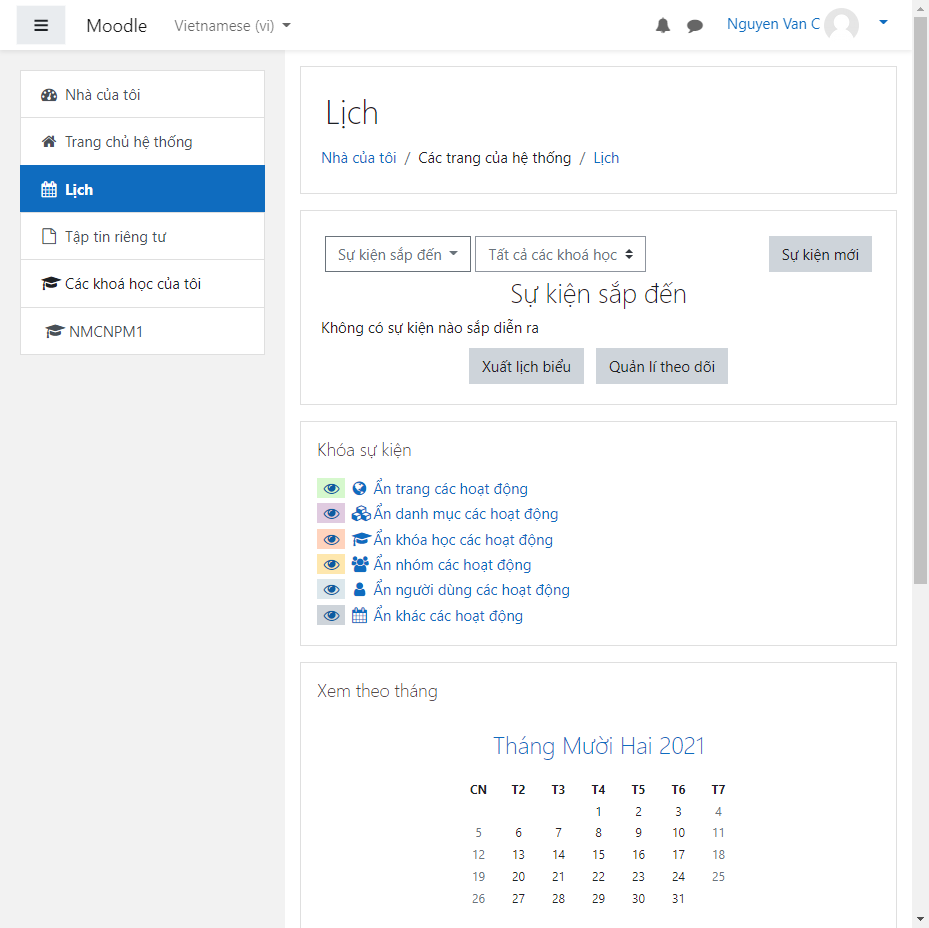 Moodle Vietnamese (vi) Nguyen Van C
Nhà của tôi
Trang chủ hệ thống
Lịch
Tập tin riêng tư
Các khoá học của tôi
NMCNPM1
Lịch
Nhà của tôi / Các trang của hệ thống / Lịch
Sự kiện sắp đến Tất cả các khoá học Sự kiện mới
Sự kiện sắp đến
Không có sự kiện nào sắp diễn ra
Xuất lịch biểu Quản lí theo dõi
Khóa sự kiện
Ẩn trang các hoạt động
Ẩn danh mục các hoạt động
Ẩn khóa học các hoạt động
Ẩn nhóm các hoạt động
Ẩn người dùng các hoạt động
Ẩn khác các hoạt động
Xem theo tháng
Tháng Mười Hai 2021
CN T2 T3 T4 T5 T6 T7
1 2 3 4
5 6 7 8 9 10 11
12 13 14 15 16 17 18
19 20 21 22 23 24 25
26 27 28 29 30 31